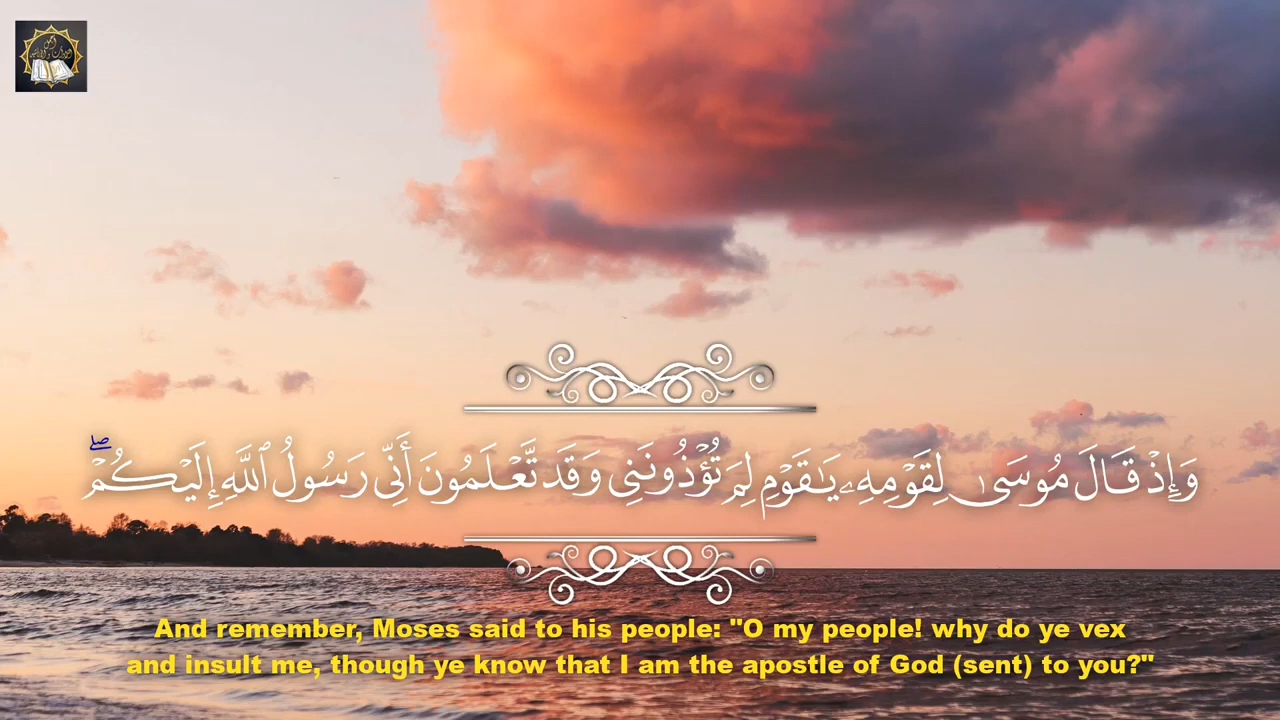 وَإِذْ قَالَ مُوسَىٰ لِقَوْمِهِۦ يَـٰقَوْمِ لِمَ تُؤْذُونَنِى وَقَد تَّعْلَمُونَ أَنِّى رَسُولُ ٱللَّهِ إِلَيْكُمْ ۖ
And remember, Moses said to his people: "O my people! why do ye vex
and insult me, though ye know that I am the apostle of God (sent) to you?"